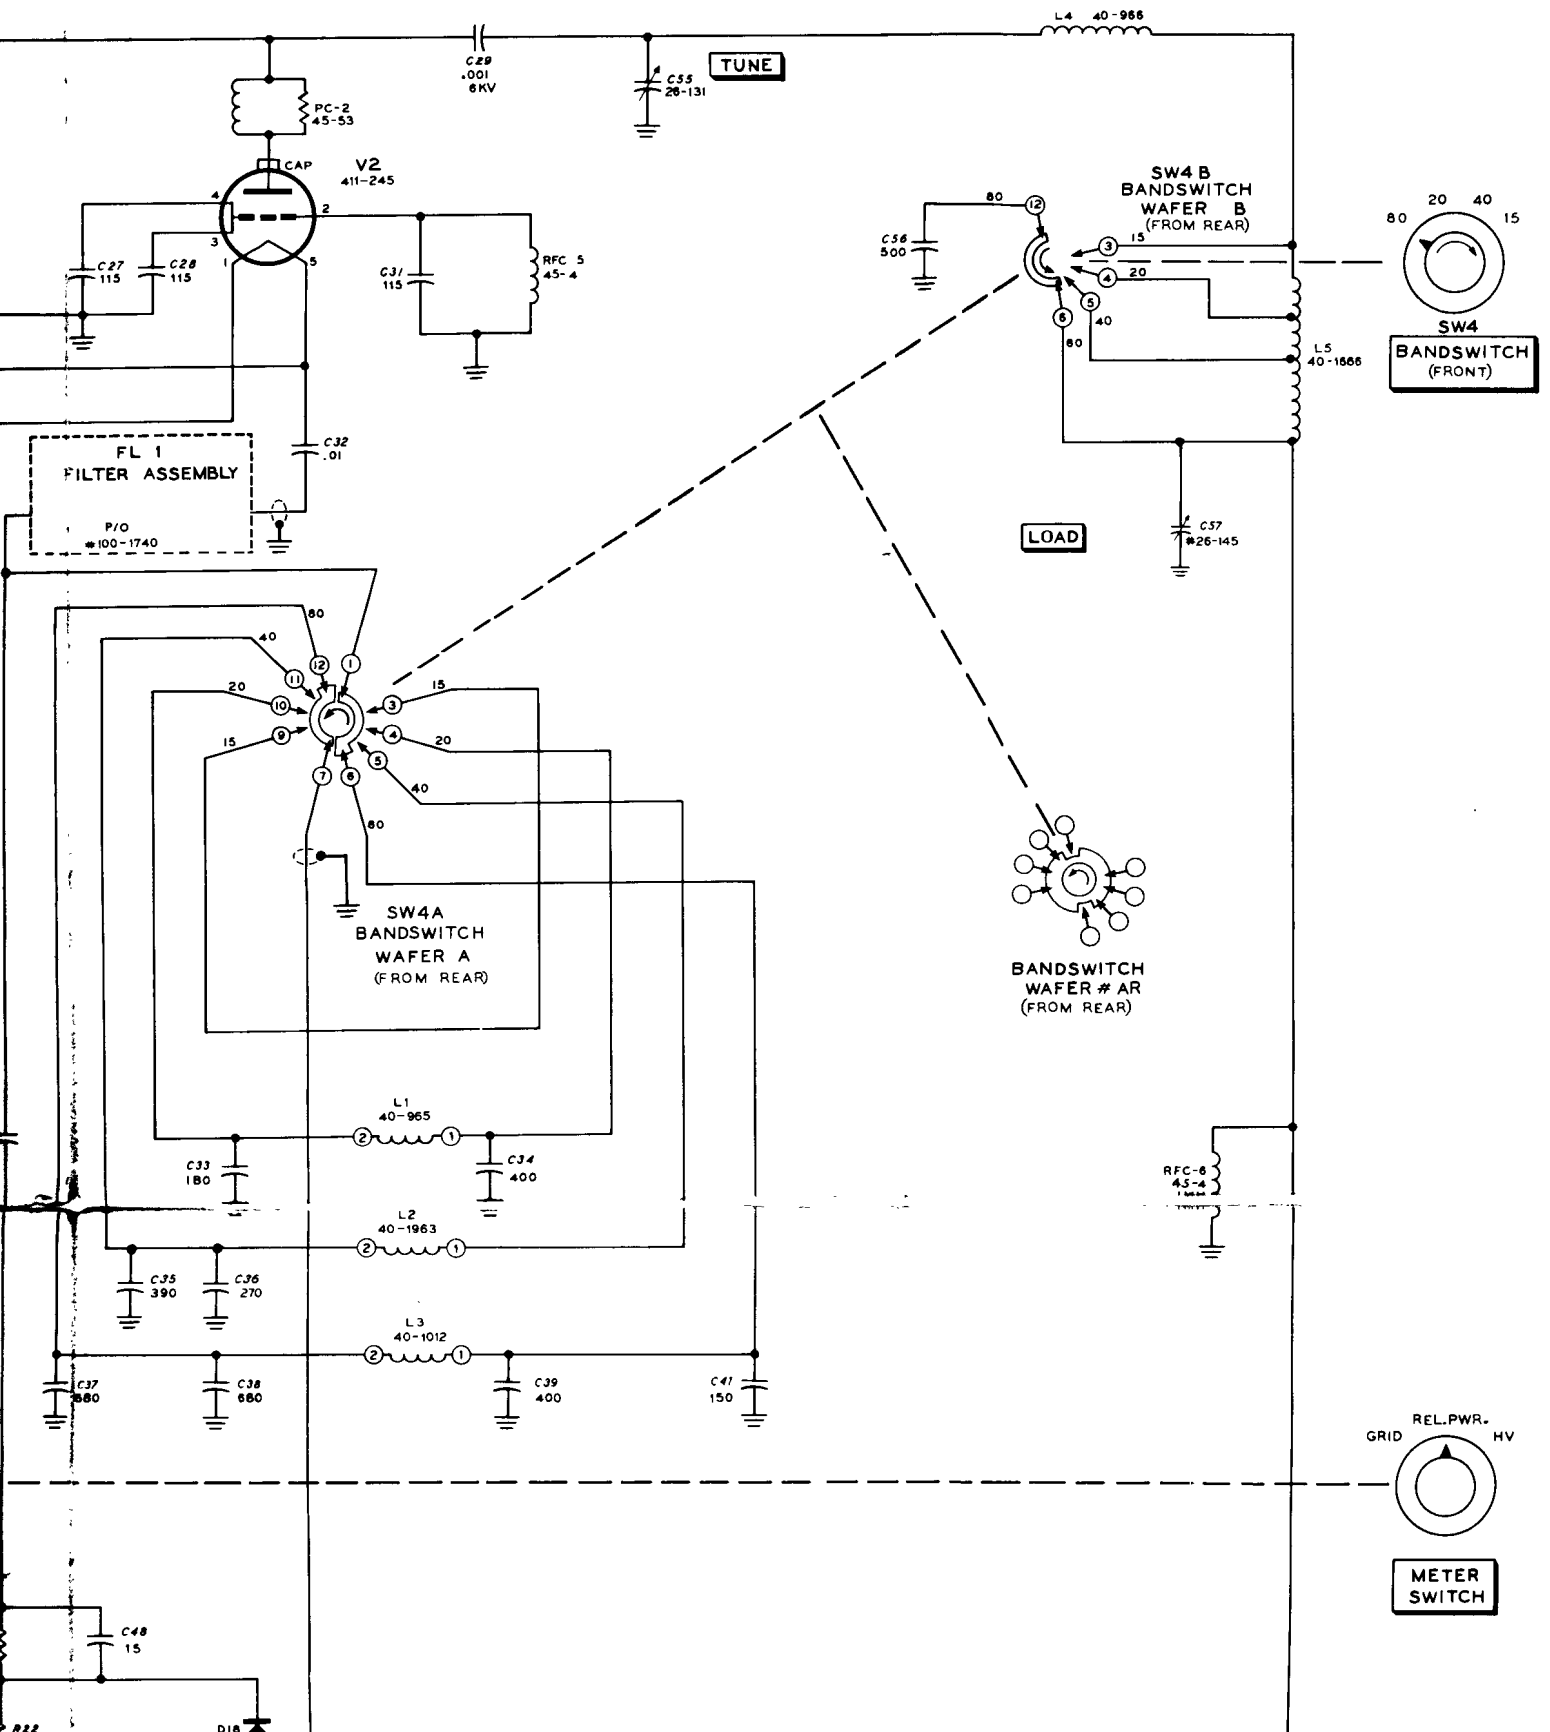 L4 40-966
C29
.001
6KV
C55
26-131
TUNE
PC-2
45-53
CAP
V2
411-245
4
2
3
1
5
C27
115
C28
115
C31
115
RFC 5
45-4
SW4 B
BANDSWITCH
WAFER B
(FROM REAR)
80
12
C56
500
3
15
4
20
5
40
6
80
L5
40-1666
20 40
80 15
SW4
BANDSWITCH
(FRONT)
FL 1
FILTER ASSEMBLY
P/O
#100-1740
C32
.01
LOAD
C57
#26-145
80
40
20
15
12
1
11
10
9
7
6
3
15
4
20
5
40
80
SW4A
BANDSWITCH
WAFER A
(FROM REAR)
BANDSWITCH
WAFER # AR
(FROM REAR)
L1
40-965
2
1
C33
180
C34
400
RFC-6
45-4
L2
40-1963
2
1
C35
390
C36
270
L3
40-1012
2
1
C37
680
C38
680
C39
400
C41
150
REL.PWR.
GRID HV
METER
SWITCH
C48
15
R22
D18